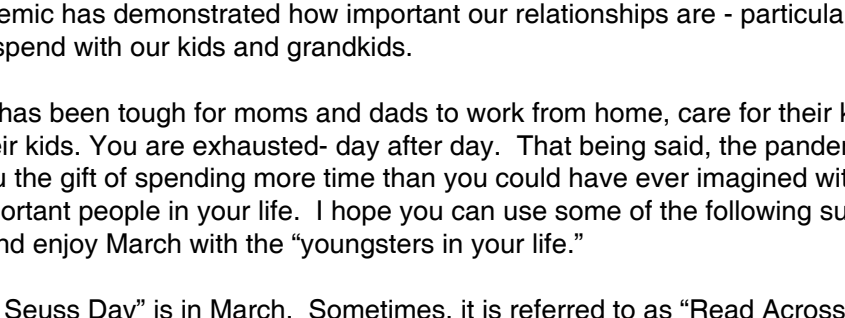 emic has demonstrated how important our relationships are - particula
spend with our kids and grandkids.
has been tough for moms and dads to work from home, care for their k
eir kids. You are exhausted- day after day.  That being said, the pander
u the gift of spending more time than you could have ever imagined wit
portant people in your life.  I hope you can use some of the following su
nd enjoy March with the “youngsters in your life.”
Seuss Day” is in March.  Sometimes, it is referred to as “Read Across